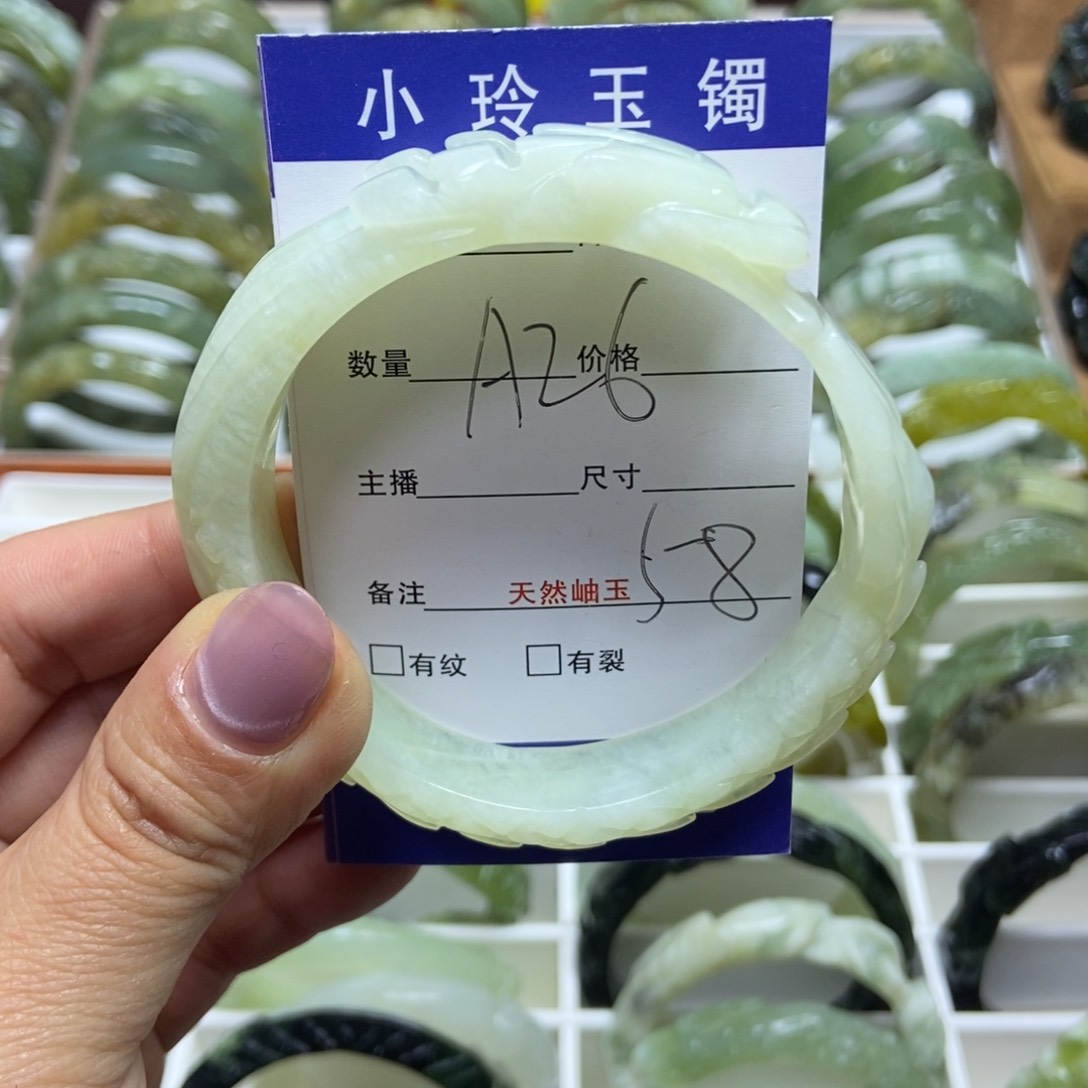 小玲玉镯
数量 A26 价格
主播 尺寸
58
备注 天然岫玉
有纹 有裂